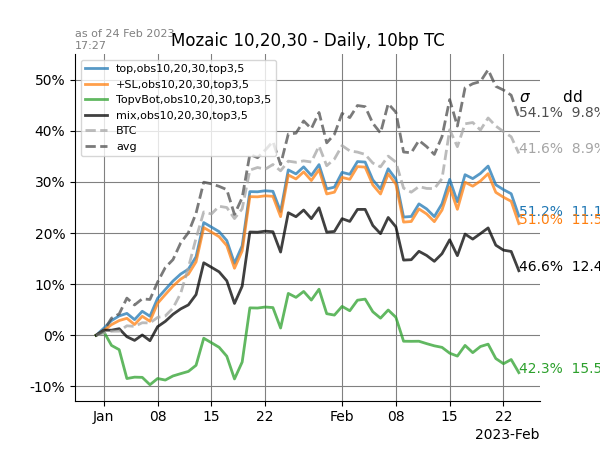 as of 24 Feb 2023
17:27
Mozaic 10,20,30 - Daily, 10bp TC
top,obs10,20,30,top3,5
+SL,obs10,20,30,top3,5
TopvBot,obs10,20,30,top3,5
mix,obs10,20,30,top3,5
BTC
avg
σ dd
54.1% 9.8%
41.6% 8.9%
51.2% 11.1
51.0% 11.5
46.6% 12.4
42.3% 15.5
50%
40%
30%
20%
10%
0%
-10%
Jan 08 15 22 Feb 08 15 22
2023-Feb